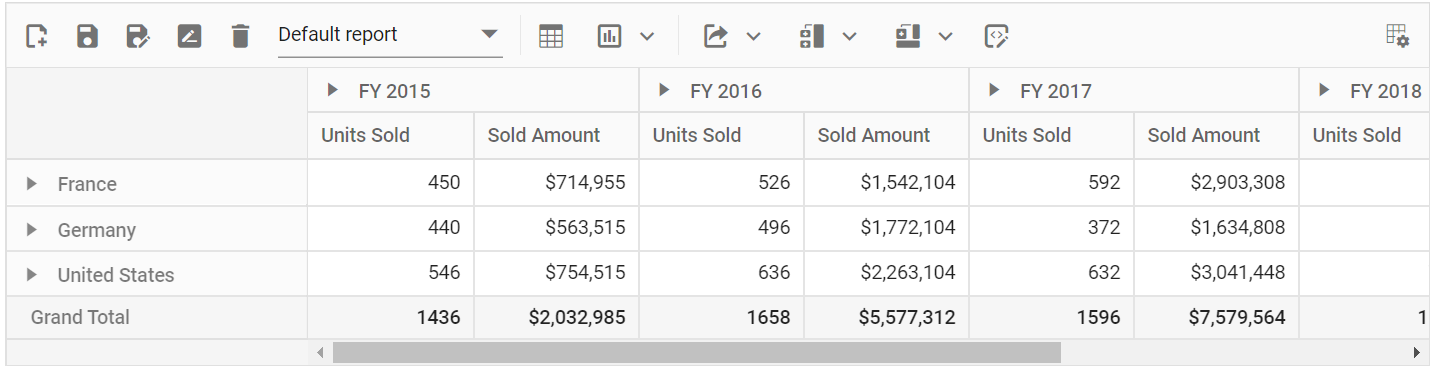 Default report
FY 2015 FY 2016 FY 2017 FY 2018
Units Sold Sold Amount Units Sold Sold Amount Units Sold Sold Amount Units Sold
France 450 $714,955 526 $1,542,104 592 $2,903,308
Germany 440 $563,515 496 $1,772,104 372 $1,634,808
United States 546 $754,515 636 $2,263,104 632 $3,041,448
Grand Total 1436 $2,032,985 1658 $5,577,312 1596 $7,579,564 1